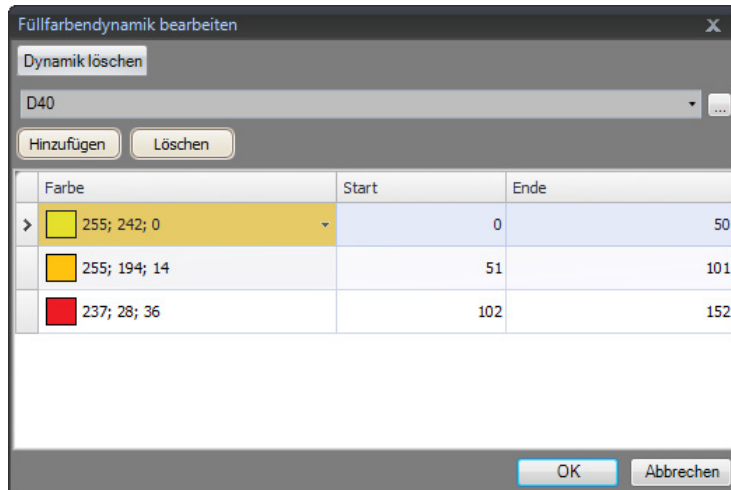 Füllfarbendynamik bearbeiten x
Dynamik löschen
D40 ...
Hinzufügen Löschen
Farbe Start Ende
255; 242; 0 0 50
255; 194; 14 51 101
237; 28; 36 102 152
OK Abbrechen